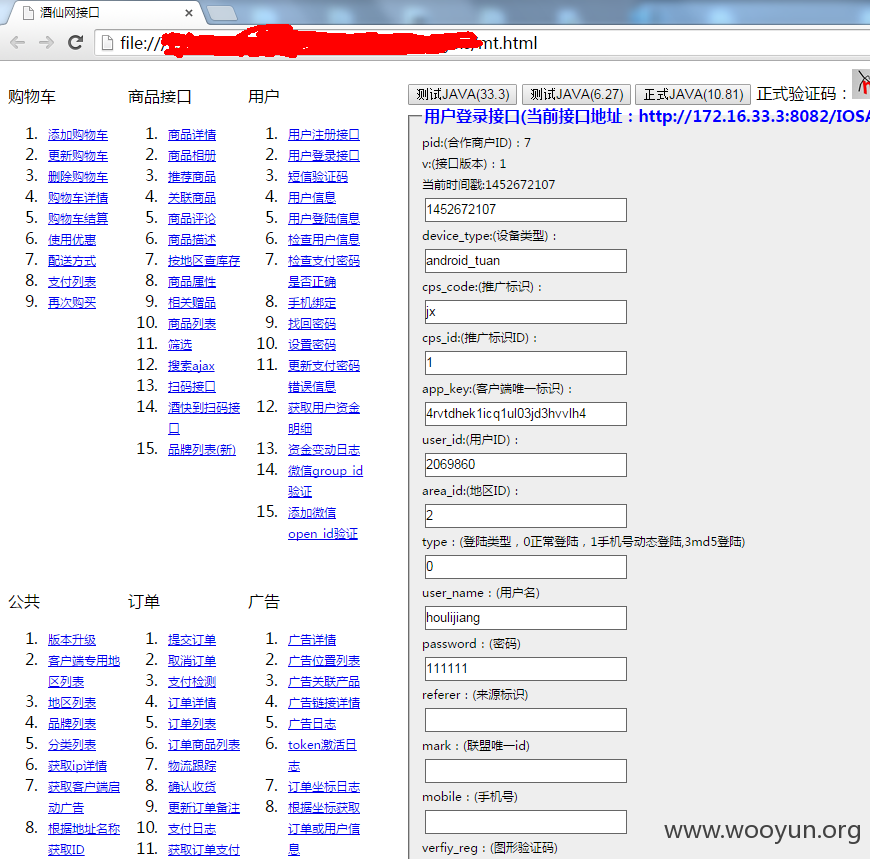 酒仙网接口
file://
mt.html
购物车
1. 添加购物车
2. 更新购物车
3. 删除购物车
4. 购物车详情
5. 购物车结算
6. 使用优惠
7. 配送方式
8. 支付列表
9. 再次购买
商品接口
1. 商品详情
2. 商品相册
3. 推荐商品
4. 关联商品
5. 商品评论
6. 商品描述
7. 按地区查库存
8. 商品属性
9. 相关赠品
10. 商品列表
11. 筛选
12. 搜索ajax
13. 扫码接口
14. 酒快到扫码接
口
15. 品牌列表(新)
用户
1. 用户注册接口
2. 用户登录接口
3. 短信验证码
4. 用户信息
5. 用户登陆信息
6. 检查用户信息
7. 检查支付密码
是否正确
8. 手机绑定
9. 找回密码
10. 设置密码
11. 更新支付密码
错误信息
12. 获取用户资金
明细
13. 资金变动日志
14. 微信group_id
验证
15. 添加微信
open_id验证
公共
1. 版本升级
2. 客户端专用地
区列表
3. 地区列表
4. 品牌列表
5. 分类列表
6. 获取ip详情
7. 获取客户端启
动广告
8. 根据地址名称
获取ID
订单
1. 提交订单
2. 取消订单
3. 支付检测
4. 订单详情
5. 订单列表
6. 订单商品列表
7. 物流跟踪
8. 确认收货
9. 更新订单备注
10. 支付日志
11. 获取订单支付
广告
1. 广告详情
2. 广告位置列表
3. 广告关联产品
4. 广告链接详情
5. 广告日志
6. token激活日
志
7. 订单坐标日志
8. 根据坐标获取
订单或用户信
息
测试JAVA(33.3) 测试JAVA(6.27) 正式JAVA(10.81) 正式验证码：
用户登录接口(当前接口地址：http://172.16.33.3:8082/IOSA
pid:(合作商户ID)：7
v:(接口版本)：1
当前时间戳:1452672107
1452672107
device_type:(设备类型)：
android_tuan
cps_code:(推广标识)：
jx
cps_id:(推广标识ID)：
1
app_key:(客户端唯一标识)：
4rvtdhek1icq1ul03jd3hvvlh4
user_id:(用户ID)：
2069860
area_id:(地区ID)：
2
type：(登陆类型，0正常登陆，1手机号动态登陆,3md5登陆)
0
user_name：(用户名)
houlijiang
password：(密码)
111111
referer：(来源标识)
mark：(联盟唯一id)
mobile：(手机号)
verfiy_reg：(图形验证码)
www.wooyun.org